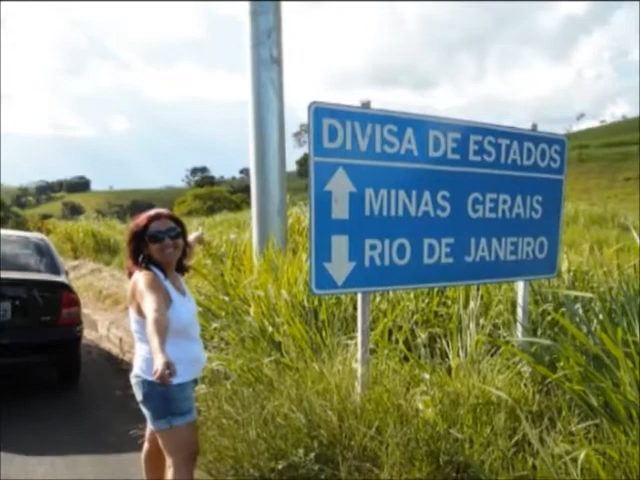 DIVISA DE ESTADOS
MINAS GERAIS
RIO DE JANEIRO